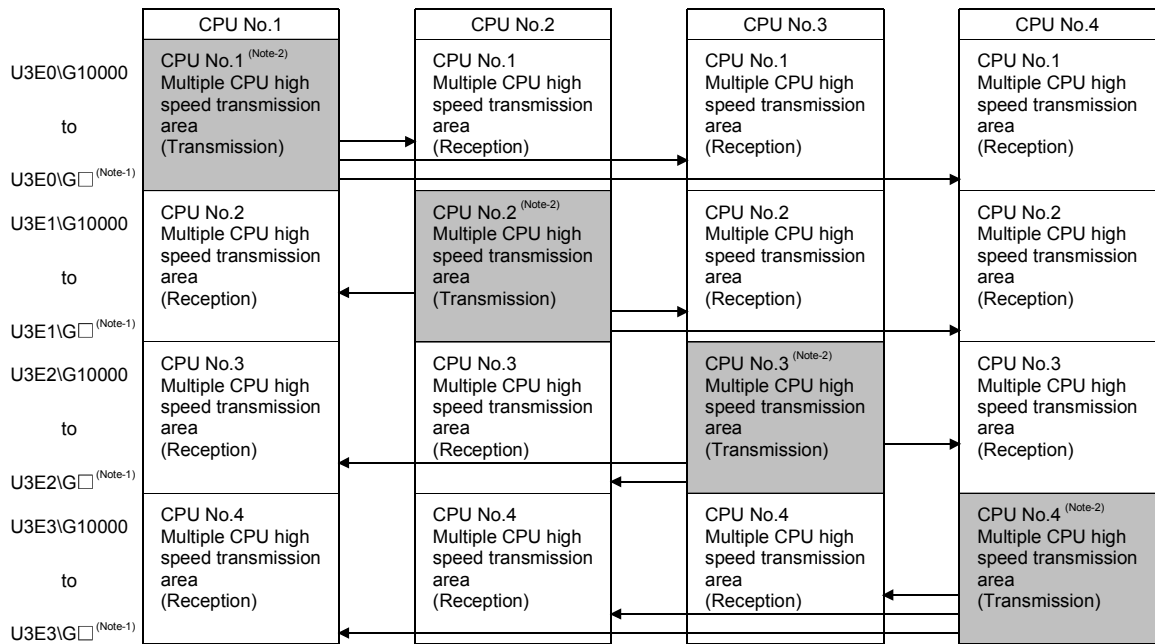 CPU No.1
CPU No.2
CPU No.3
CPU No.4
U3E0\G10000
to
U3E0\G□ (Note-1)
CPU No.1 (Note-2)
Multiple CPU high
speed transmission
area
(Transmission)
CPU No.1
Multiple CPU high
speed transmission
area
(Reception)
CPU No.1
Multiple CPU high
speed transmission
area
(Reception)
CPU No.1
Multiple CPU high
speed transmission
area
(Reception)
U3E1\G10000
to
U3E1\G□ (Note-1)
CPU No.2
Multiple CPU high
speed transmission
area
(Reception)
CPU No.2 (Note-2)
Multiple CPU high
speed transmission
area
(Transmission)
CPU No.2
Multiple CPU high
speed transmission
area
(Reception)
CPU No.2
Multiple CPU high
speed transmission
area
(Reception)
U3E2\G10000
to
U3E2\G□ (Note-1)
CPU No.3
Multiple CPU high
speed transmission
area
(Reception)
CPU No.3
Multiple CPU high
speed transmission
area
(Reception)
CPU No.3 (Note-2)
Multiple CPU high
speed transmission
area
(Transmission)
CPU No.3
Multiple CPU high
speed transmission
area
(Reception)
U3E3\G10000
to
U3E3\G□ (Note-1)
CPU No.4
Multiple CPU high
speed transmission
area
(Reception)
CPU No.4
Multiple CPU high
speed transmission
area
(Reception)
CPU No.4
Multiple CPU high
speed transmission
area
(Reception)
CPU No.4 (Note-2)
Multiple CPU high
speed transmission
area
(Transmission)